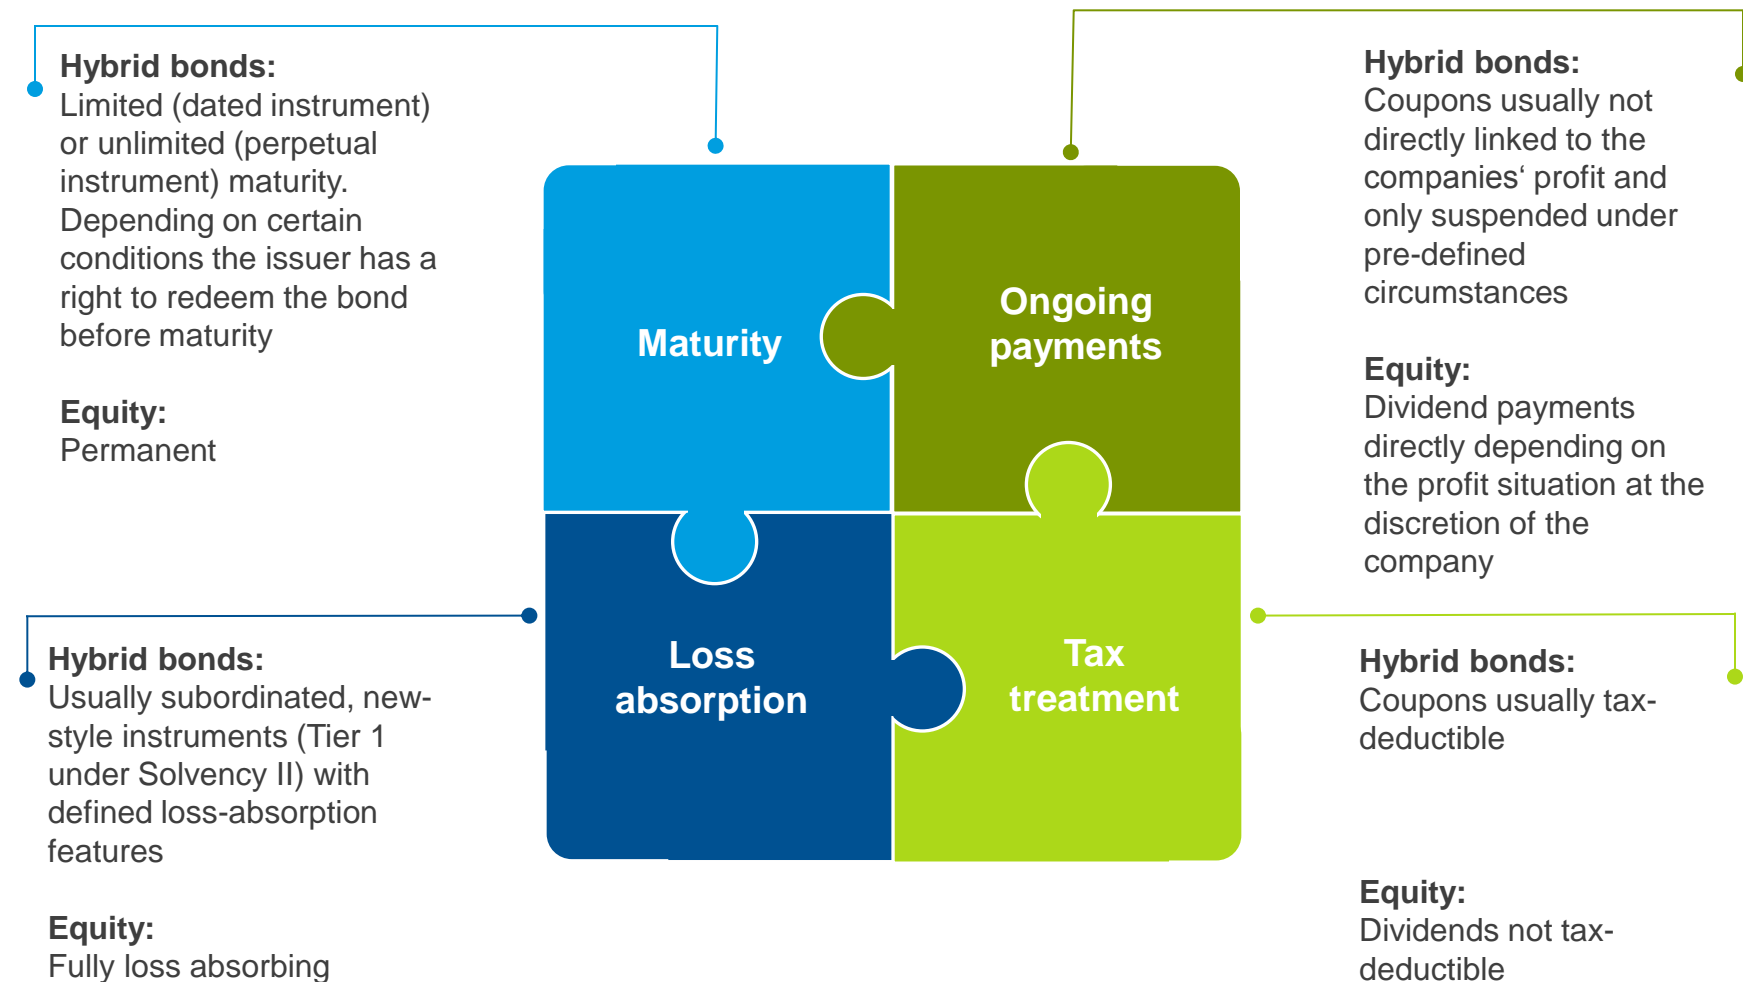 Hybrid bonds:
Limited (dated instrument)
or unlimited (perpetual
instrument) maturity.
Depending on certain
conditions the issuer has a
right to redeem the bond
before maturity
Equity:
Permanent
Hybrid bonds:
Coupons usually not
directly linked to the
companies‘ profit and
only suspended under
pre-defined
circumstances
Equity:
Dividend payments
directly depending on
the profit situation at the
discretion of the
company
Maturity
Ongoing
payments
Loss
absorption
Tax
treatment
Hybrid bonds:
Usually subordinated, new-
style instruments (Tier 1
under Solvency II) with
defined loss-absorption
features
Equity:
Fully loss absorbing
Hybrid bonds:
Coupons usually tax-
deductible
Equity:
Dividends not tax-
deductible